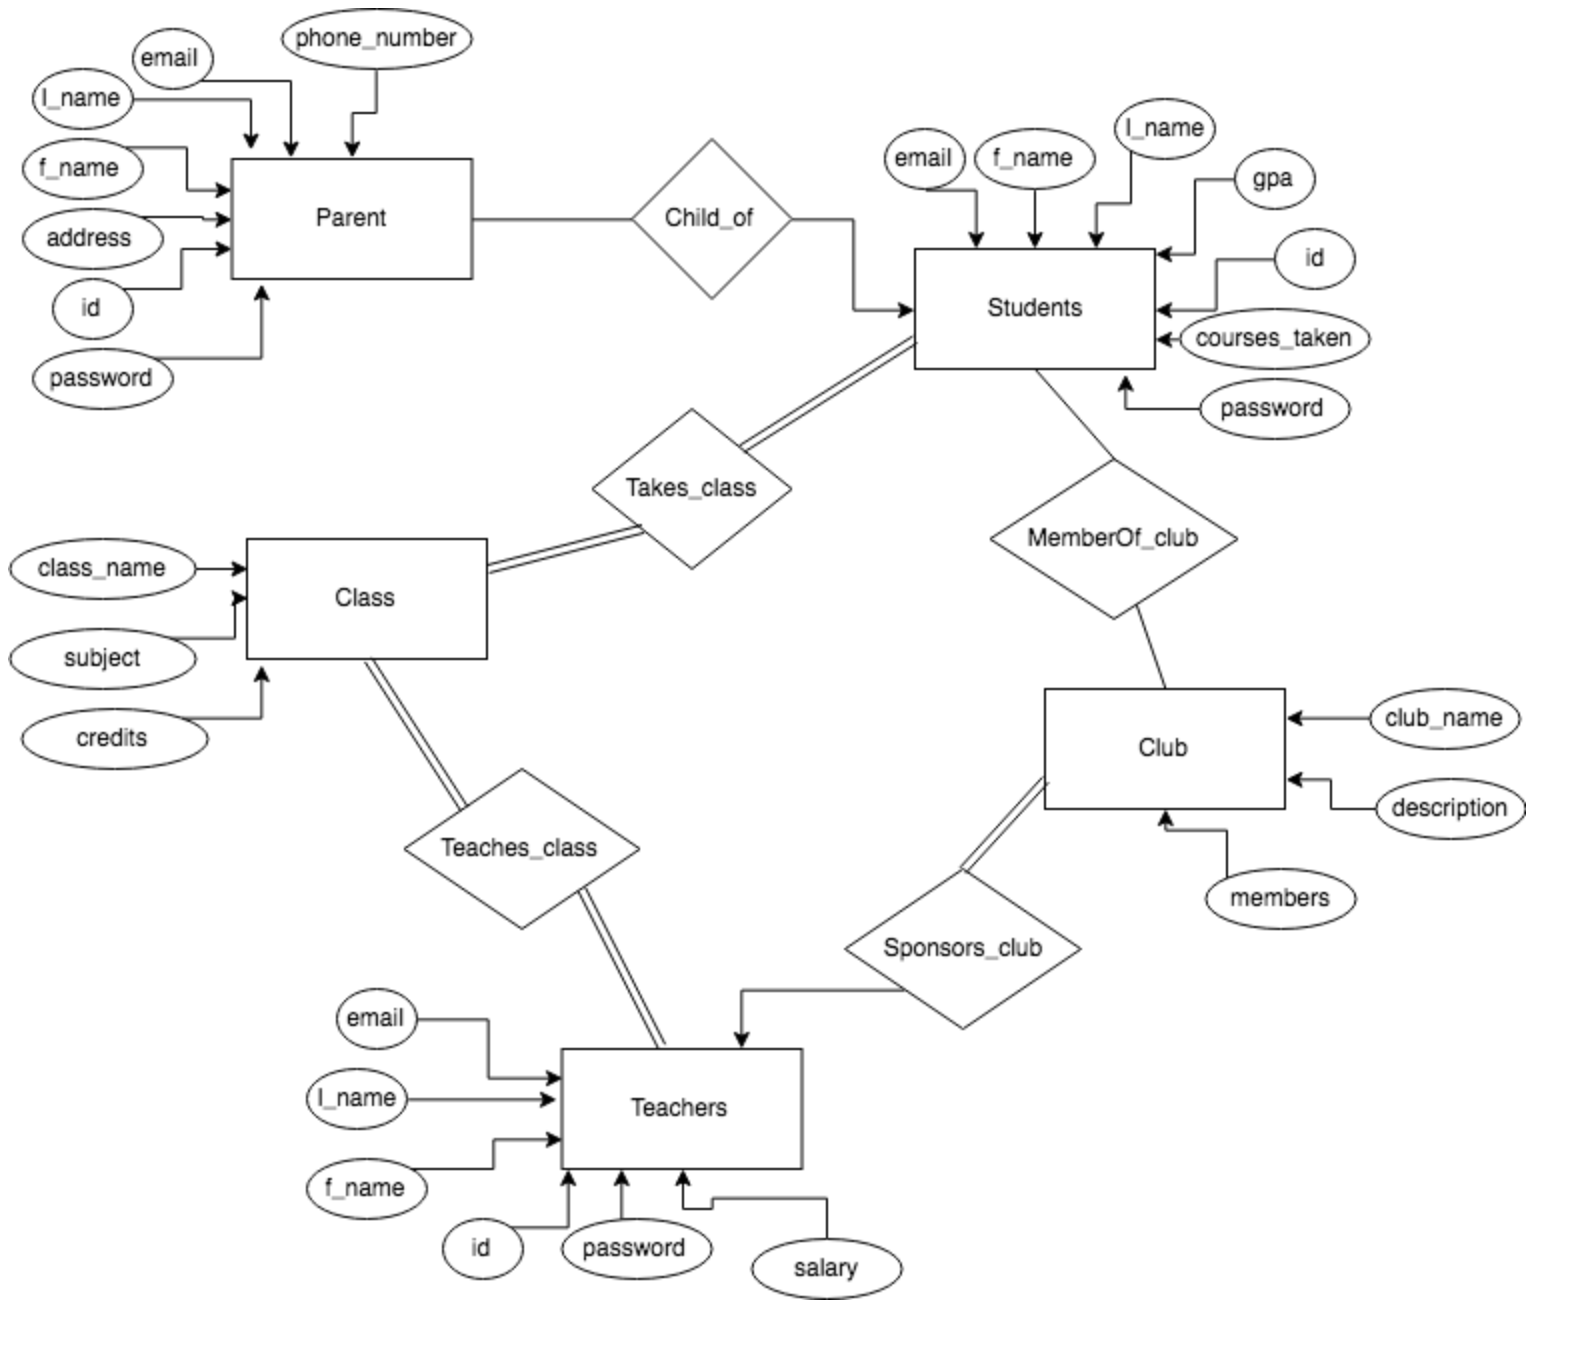 phone_number
email
l_name
f_name
address
id
password
Parent
Child_of
email
f_name
l_name
gpa
id
courses_taken
password
Students
Takes_class
MemberOf_club
class_name
subject
credits
Class
Club
club_name
description
members
Teaches_class
Sponsors_club
email
l_name
f_name
id
password
salary
Teachers